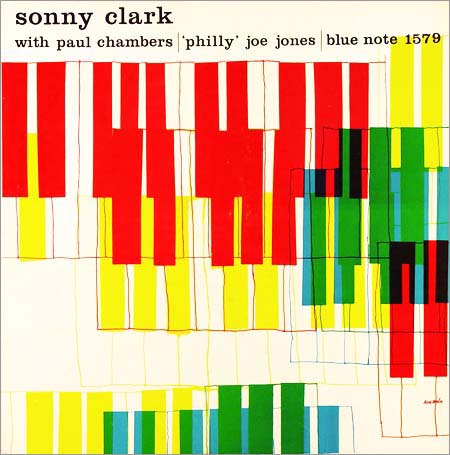 sonny clark
with paul chambers | 'philly' joe jones | blue note 1579